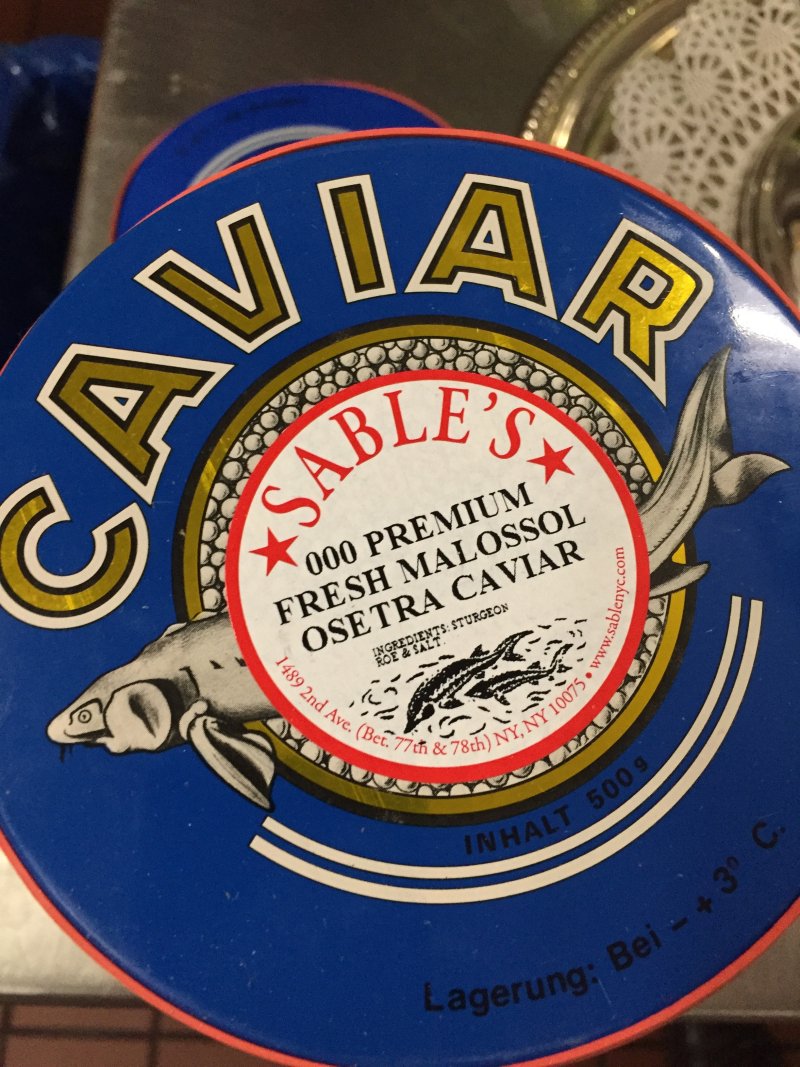 CAVIAR
SABLE'S
000 PREMIUM
FRESH MALOSSOL
OSETRA CAVIAR
INGREDIENTS: STURGEON
ROE & SALT.
1489 2nd Ave. (Bet. 77th & 78th) NY, NY 10075 • www.sablenyc.com
INHALT 500g
Lagerung: Bei - + 3° C.